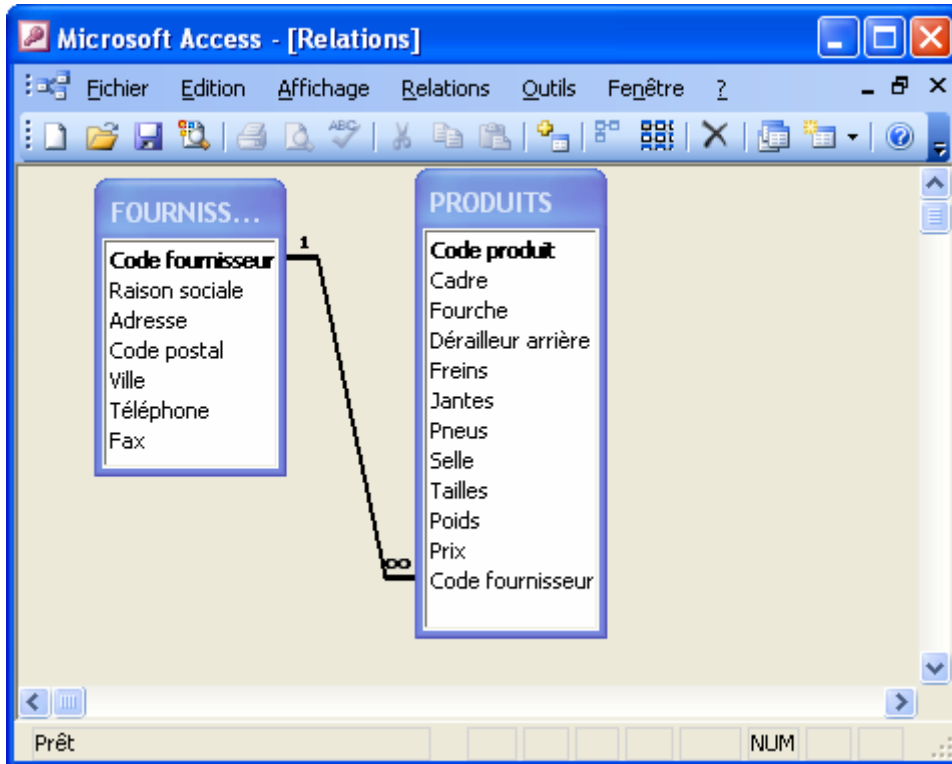 Microsoft Access - [Relations]
Fichier Edition Affichage Relations Outils Fenêtre ?
ABC
FOURNISS...
Code fournisseur
Raison sociale
Adresse
Code postal
Ville
Téléphone
Fax
1
∞
PRODUITS
Code produit
Cadre
Fourche
Dérailleur arrière
Freins
Jantes
Pneus
Selle
Tailles
Poids
Prix
Code fournisseur
Prêt
NUM